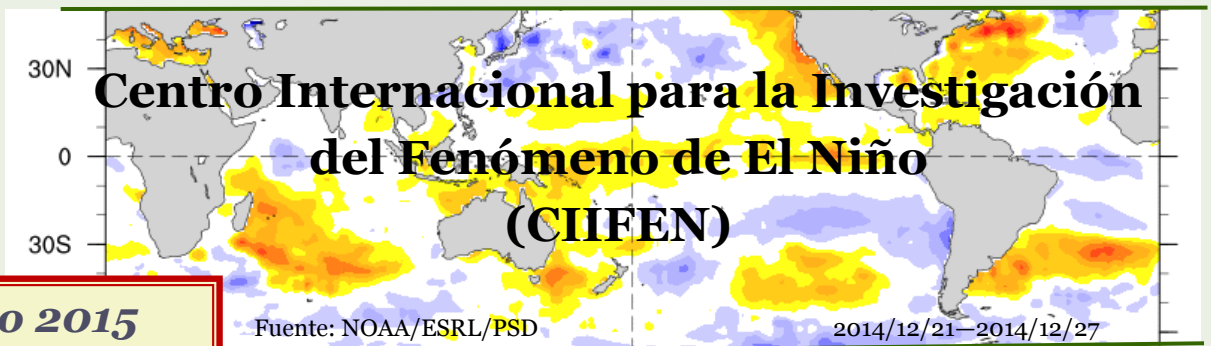 30N
0
30S
Centro Internacional para la Investigación
del Fenómeno de El Niño
(CIIFEN)
2015
Fuente: NOAA/ESRL/PSD
2014/12/21—2014/12/27